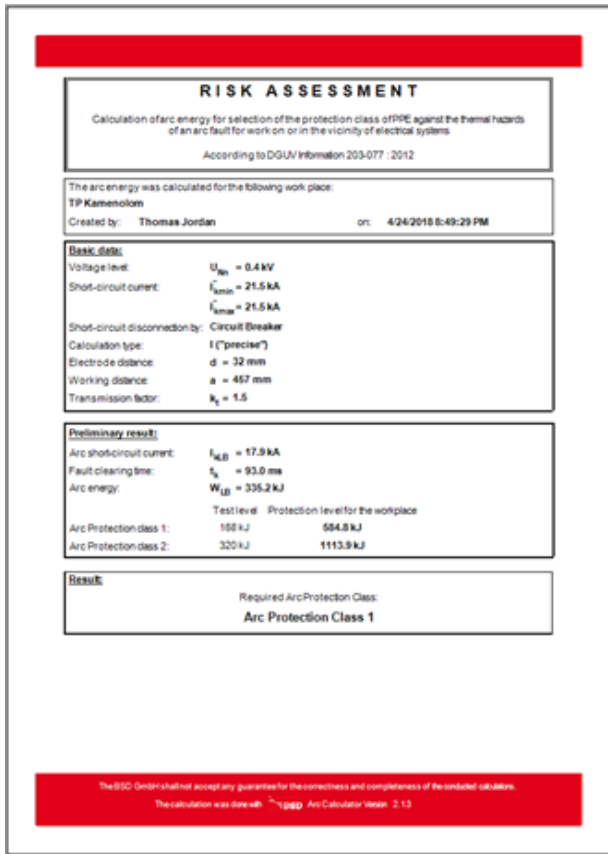 RISK ASSESSMENT
Calculation of arc energy for selection of the protection class of PPE against the thermal hazards
of an arc fault for work on or in the vicinity of electrical systems
According to DGUV Information 203-077 : 2012
The arc energy was calculated for the following work place:
TP Kamenolom
Created by: Thomas Jordan on: 4/24/2018 8:49:29 PM
Basic data:
Voltage level: U_Nn = 0.4 kV
Short-circuit current: I"_kmin = 21.5 kA
I"_kmax = 21.5 kA
Short-circuit disconnection by: Circuit Breaker
Calculation type: I ("precise")
Electrode distance: d = 32 mm
Working distance: a = 457 mm
Transmission factor: k_t = 1.5
Preliminary result:
Arc short-circuit current: I_kLB = 17.9 kA
Fault clearing time: t_k = 93.0 ms
Arc energy: W_LB = 335.2 kJ
Test level Protection level for the workplace
Arc Protection class 1: 168 kJ 584.8 kJ
Arc Protection class 2: 320 kJ 1113.9 kJ
Result:
Required Arc Protection Class:
Arc Protection Class 1
The BSD GmbH shall not accept any guarantee for the correctness and completeness of the conducted calculations.
The calculation was done with BSD Arc Calculator Version 2.1.3